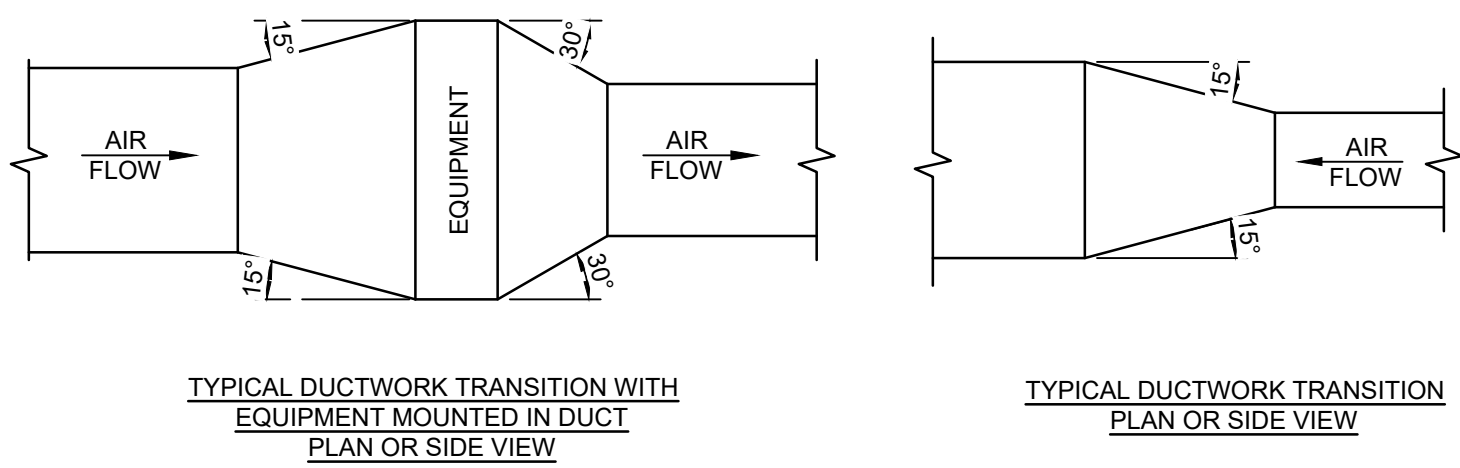 15°
30°
AIR
FLOW
EQUIPMENT
AIR
FLOW
15°
30°
TYPICAL DUCTWORK TRANSITION WITH
EQUIPMENT MOUNTED IN DUCT
PLAN OR SIDE VIEW
15°
AIR
FLOW
15°
TYPICAL DUCTWORK TRANSITION
PLAN OR SIDE VIEW